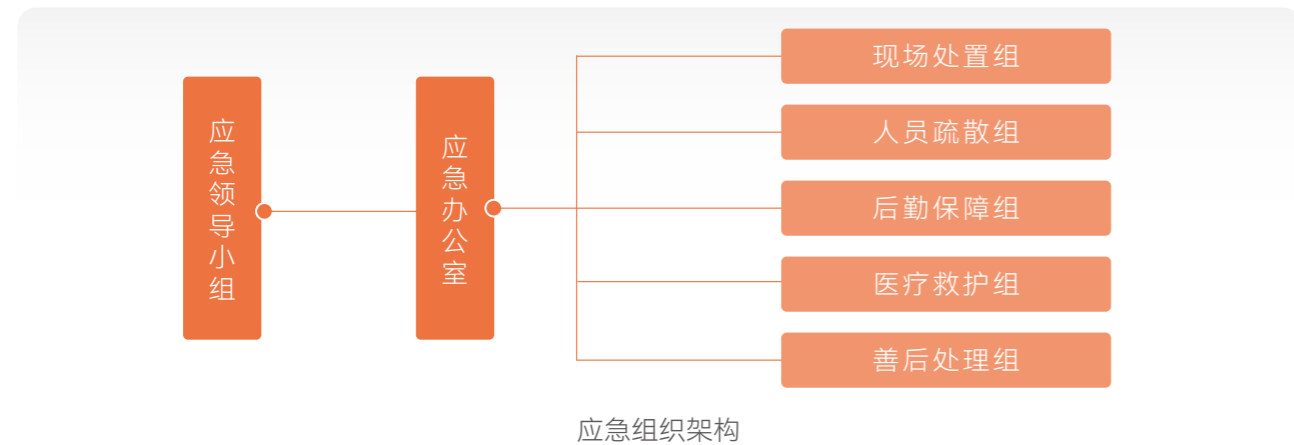 应急领导小组
应急办公室
现场处置组
人员疏散组
后勤保障组
医疗救护组
善后处理组
应急组织架构